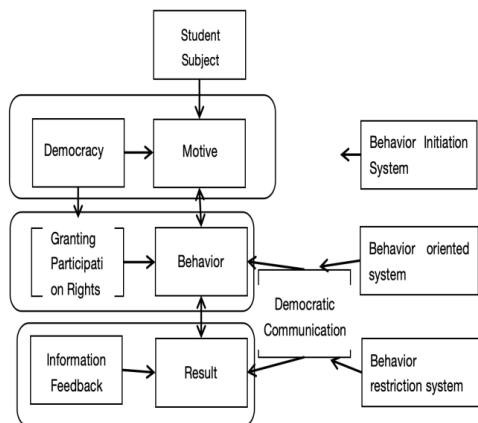 Student
Subject
Democracy
Motive
Behavior Initiation
System
Granting
Participati
on Rights
Behavior
Behavior oriented
system
Democratic
Communication
Information
Feedback
Result
Behavior
restriction system